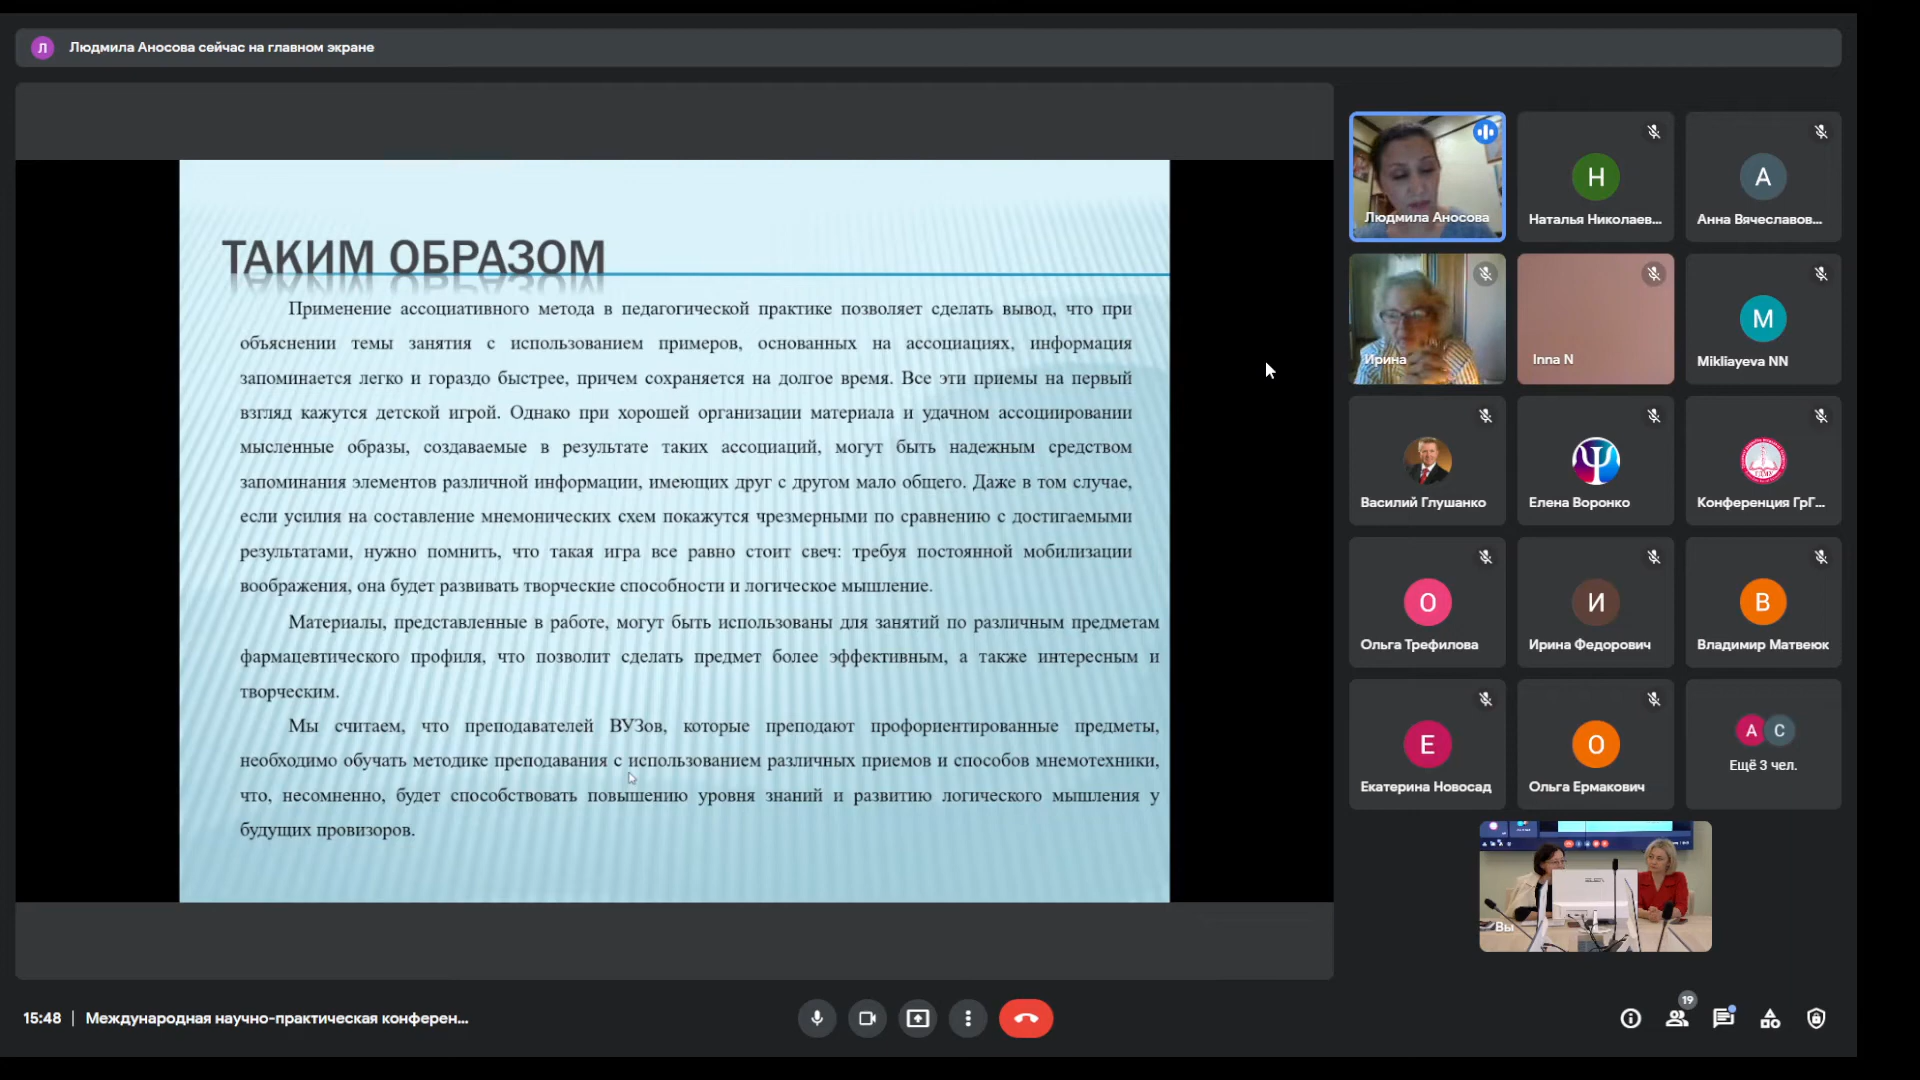 Л
Людмила Аносова сейчас на главном экране
ТАКИМ ОБРАЗОМ
Применение ассоциативного метода в педагогической практике позволяет сделать вывод, что при
объяснении темы занятия с использованием примеров, основанных на ассоциациях, информация
запоминается легко и гораздо быстрее, причем сохраняется на долгое время. Все эти приемы на первый
взгляд кажутся детской игрой. Однако при хорошей организации материала и удачном ассоциировании
мысленные образы, создаваемые в результате таких ассоциаций, могут быть надежным средством
запоминания элементов различной информации, имеющих друг с другом мало общего. Даже в том случае,
если усилия на составление мнемонических схем покажутся чрезмерными по сравнению с достигаемыми
результатами, нужно помнить, что такая игра все равно стоит свеч: требуя постоянной мобилизации
воображения, она будет развивать творческие способности и логическое мышление.
Материалы, представленные в работе, могут быть использованы для занятий по различным предметам
фармацевтического профиля, что позволит сделать предмет более эффективным, а также интересным и
творческим.
Мы считаем, что преподавателей ВУЗов, которые преподают профориентированные предметы,
необходимо обучать методике преподавания с использованием различных приемов и способов мнемотехники,
что, несомненно, будет способствовать повышению уровня знаний и развитию логического мышления у
будущих провизоров.
Людмила Аносова
Н
Наталья Николаев...
А
Анна Вячеславов...
Ирина
Inna N
M
Mikliayeva NN
Василий Глушанко
Ψ
Елена Воронко
Конференция ГрГ...
О
Ольга Трефилова
И
Ирина Федорович
В
Владимир Матвеюк
Е
Екатерина Новосад
О
Ольга Ермакович
А С
Ещё 3 чел.
Вы
15:48 | Международная научно-практическая конферен...
19